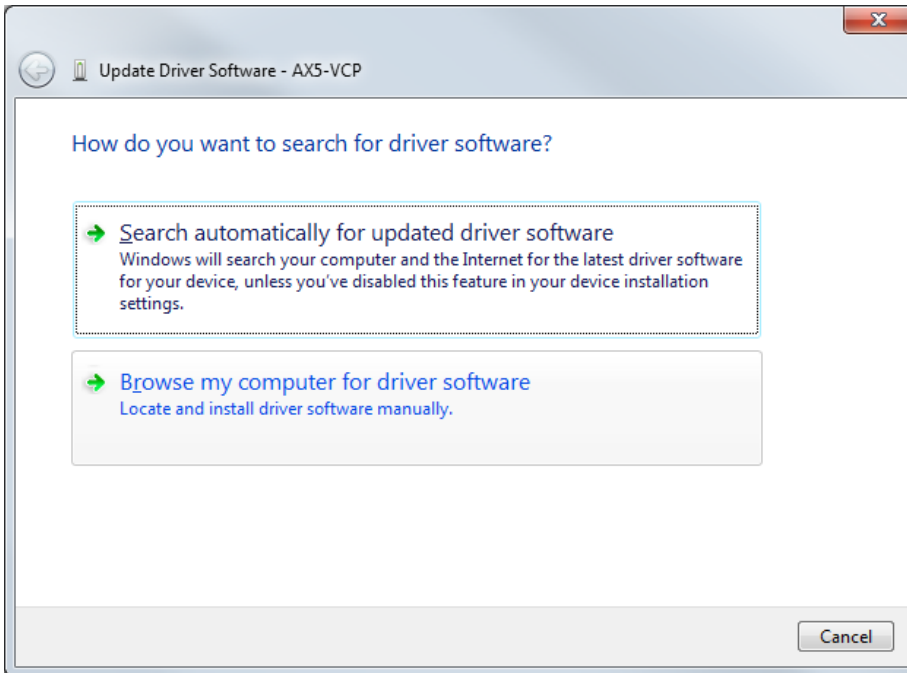 Update Driver Software - AX5-VCP
How do you want to search for driver software?
Search automatically for updated driver software
Windows will search your computer and the Internet for the latest driver software
for your device, unless you've disabled this feature in your device installation
settings.
Browse my computer for driver software
Locate and install driver software manually.
Cancel